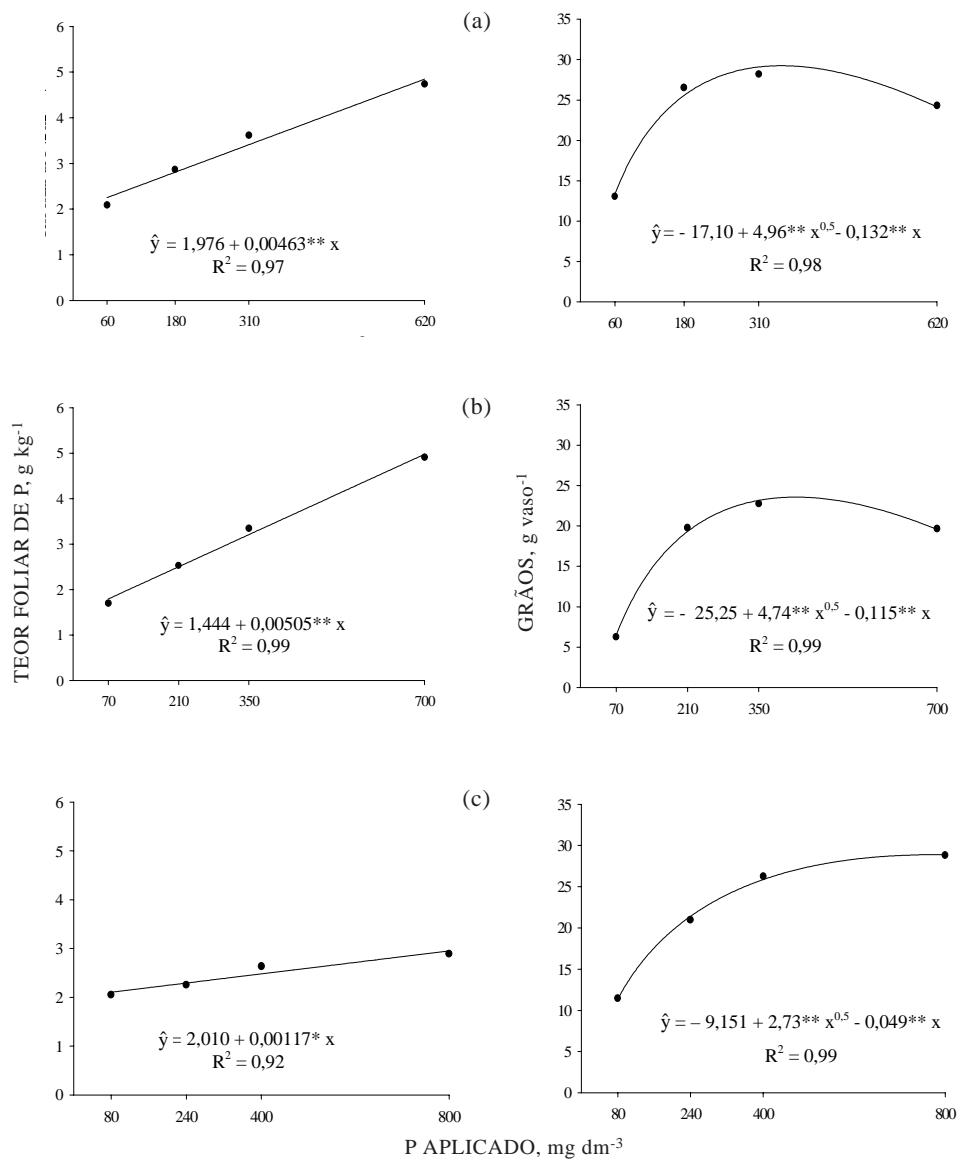 (a)
6
5
4
3
2
1
0
ŷ = 1,976 + 0,00463** x
R² = 0,97
60 180 310 620
35
30
25
20
15
10
5
0
ŷ = - 17,10 + 4,96** x^0,5 - 0,132** x
R² = 0,98
60 180 310 620
(b)
TEOR FOLIAR DE P, g kg⁻¹
6
5
4
3
2
1
0
ŷ = 1,444 + 0,00505** x
R² = 0,99
70 210 350 700
GRÃOS, g vaso⁻¹
35
30
25
20
15
10
5
0
ŷ = - 25,25 + 4,74** x^0,5 - 0,115** x
R² = 0,99
70 210 350 700
(c)
6
5
4
3
2
1
0
ŷ = 2,010 + 0,00117* x
R² = 0,92
80 240 400 800
35
30
25
20
15
10
5
0
ŷ = – 9,151 + 2,73** x^0,5 - 0,049** x
R² = 0,99
80 240 400 800
P APLICADO, mg dm⁻³